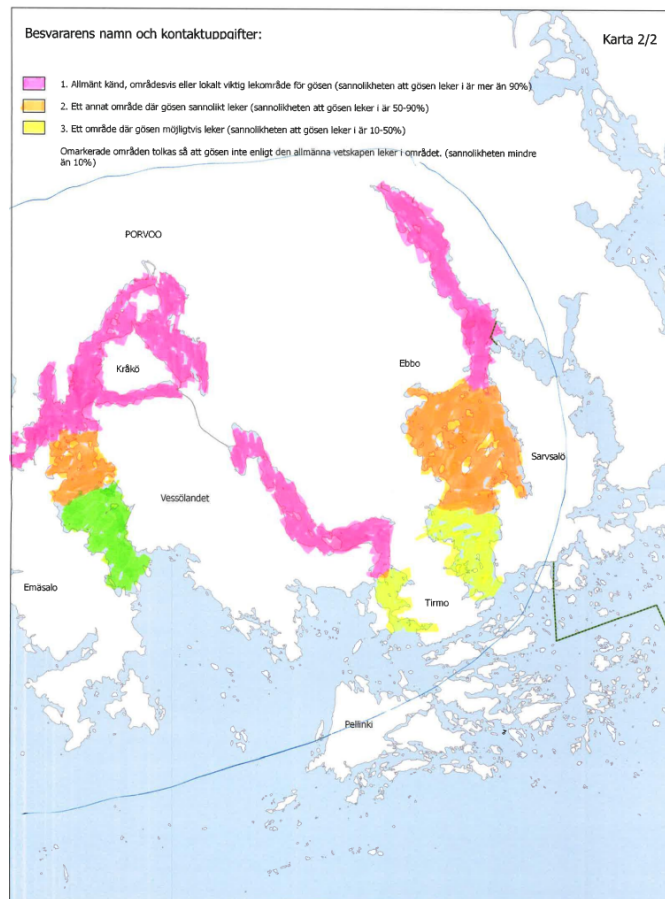 Besvararens namn och kontaktuppgifter:
Karta 2/2
1. Allmänt känd, områdesvis eller lokalt viktig lekområde för gösen (sannolikheten att gösen leker i är mer än 90%)
2. Ett annat område där gösen sannolikt leker (sannolikheten att gösen leker i är 50-90%)
3. Ett område där gösen möjligtvis leker (sannolikheten att gösen leker i är 10-50%)
Omarkerade områden tolkas så att gösen inte enligt den allmänna vetskapen leker i området. (sannolikheten mindre
än 10%)
PORVOO
Kråkö
Ebbo
Sarvsalö
Vessölandet
Emäsalo
Tirmo
Pellinki